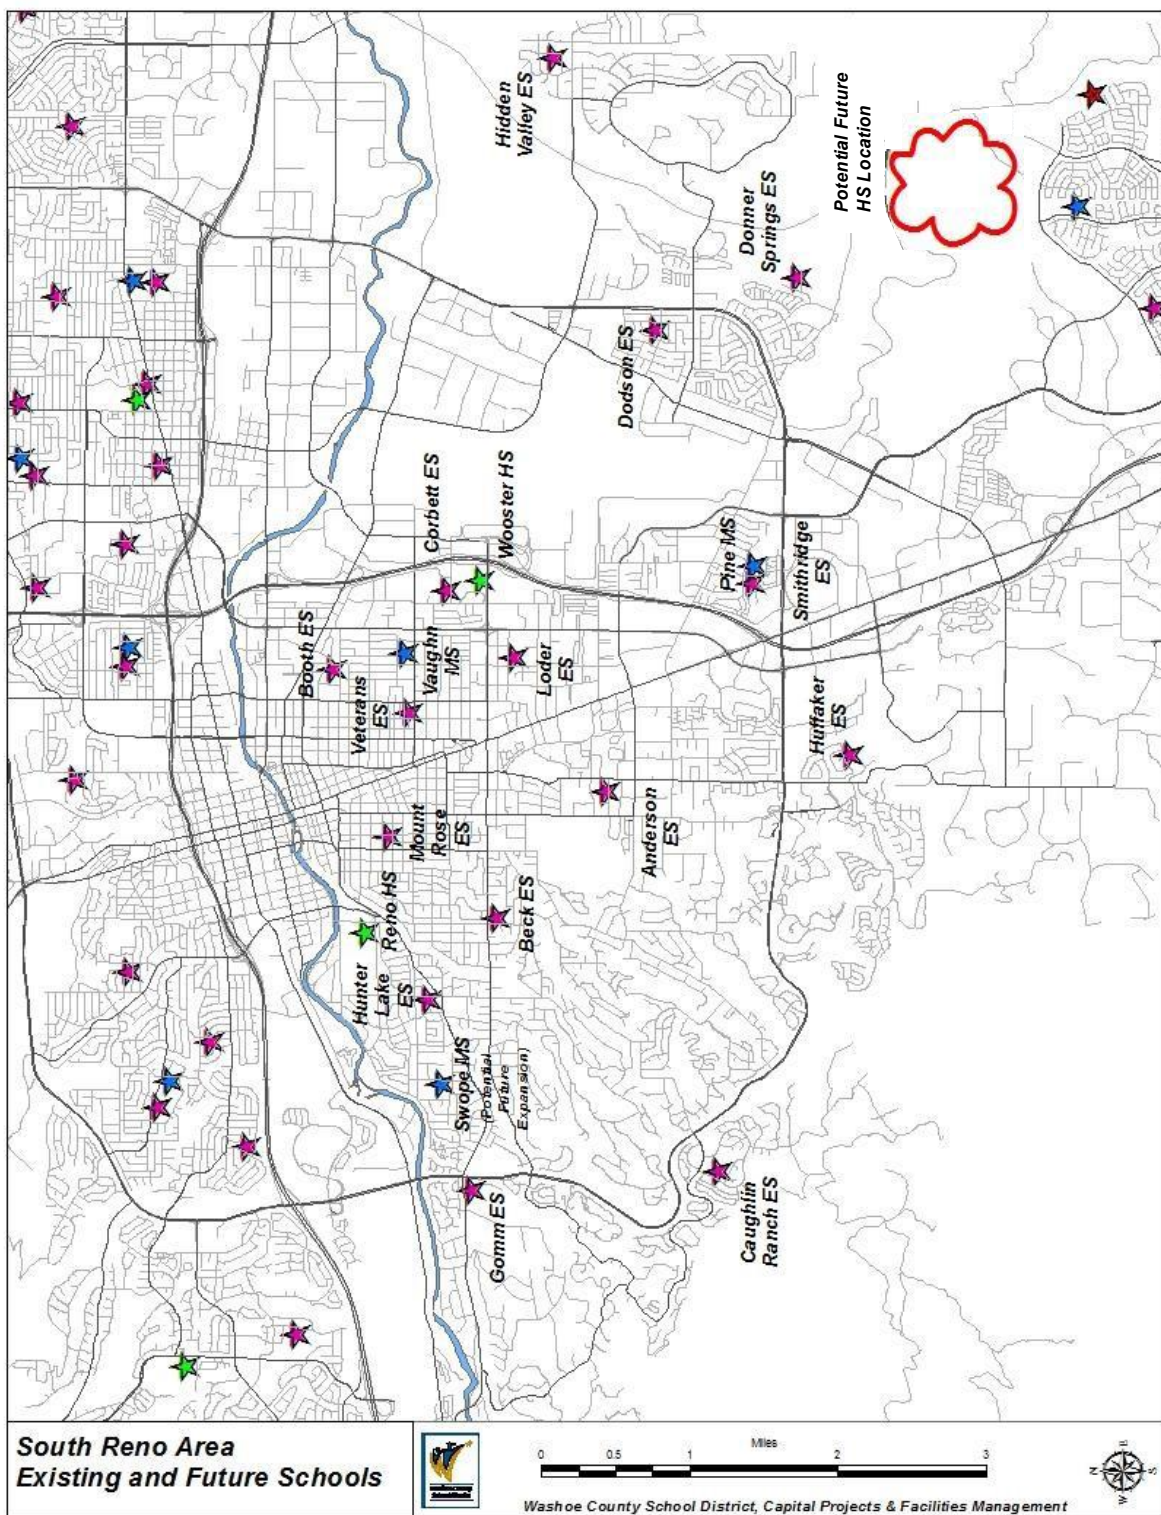 Hidden
Valley ES
Potential Future
HS Location
Donner
Springs ES
Dodson ES
Corbett ES
Wooster HS
Pine MS
Smithridge
ES
Booth ES
Vaughn
MS
Veterans
ES
Loder
ES
Huffaker
ES
Mount
Rose
ES
Anderson
ES
Reno HS
Beck ES
Hunter
Lake
ES
Swope MS
(Potential
Future
Expansion)
Gomm ES
Caughlin
Ranch ES
South Reno Area
Existing and Future Schools
Miles
0 0.5 1 2 3
Washoe County School District, Capital Projects & Facilities Management
N
E
S
W